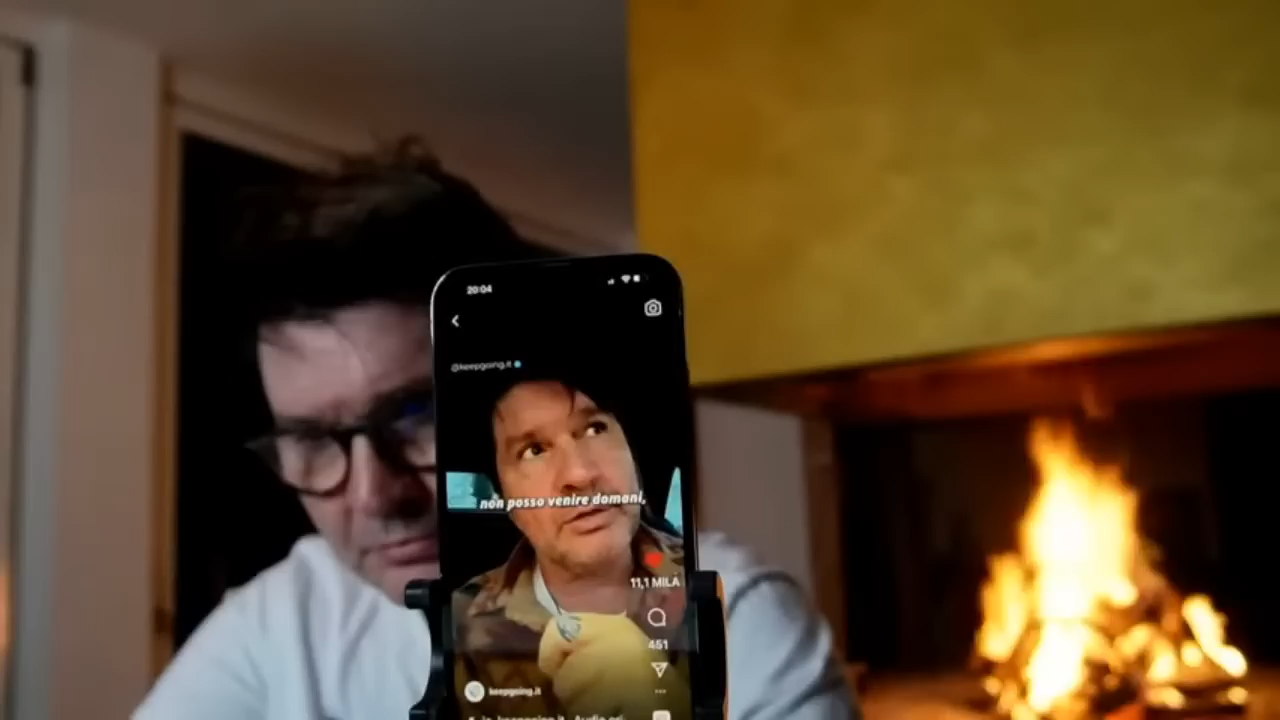 20:04
@keepgoing.it
non posso venire domani,
11,1 MILA
451
keepgoing.it